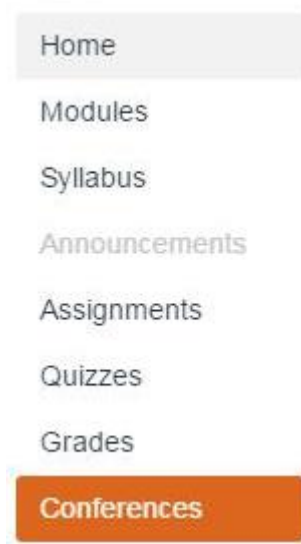 Home
Modules
Syllabus
Announcements
Assignments
Quizzes
Grades
Conferences